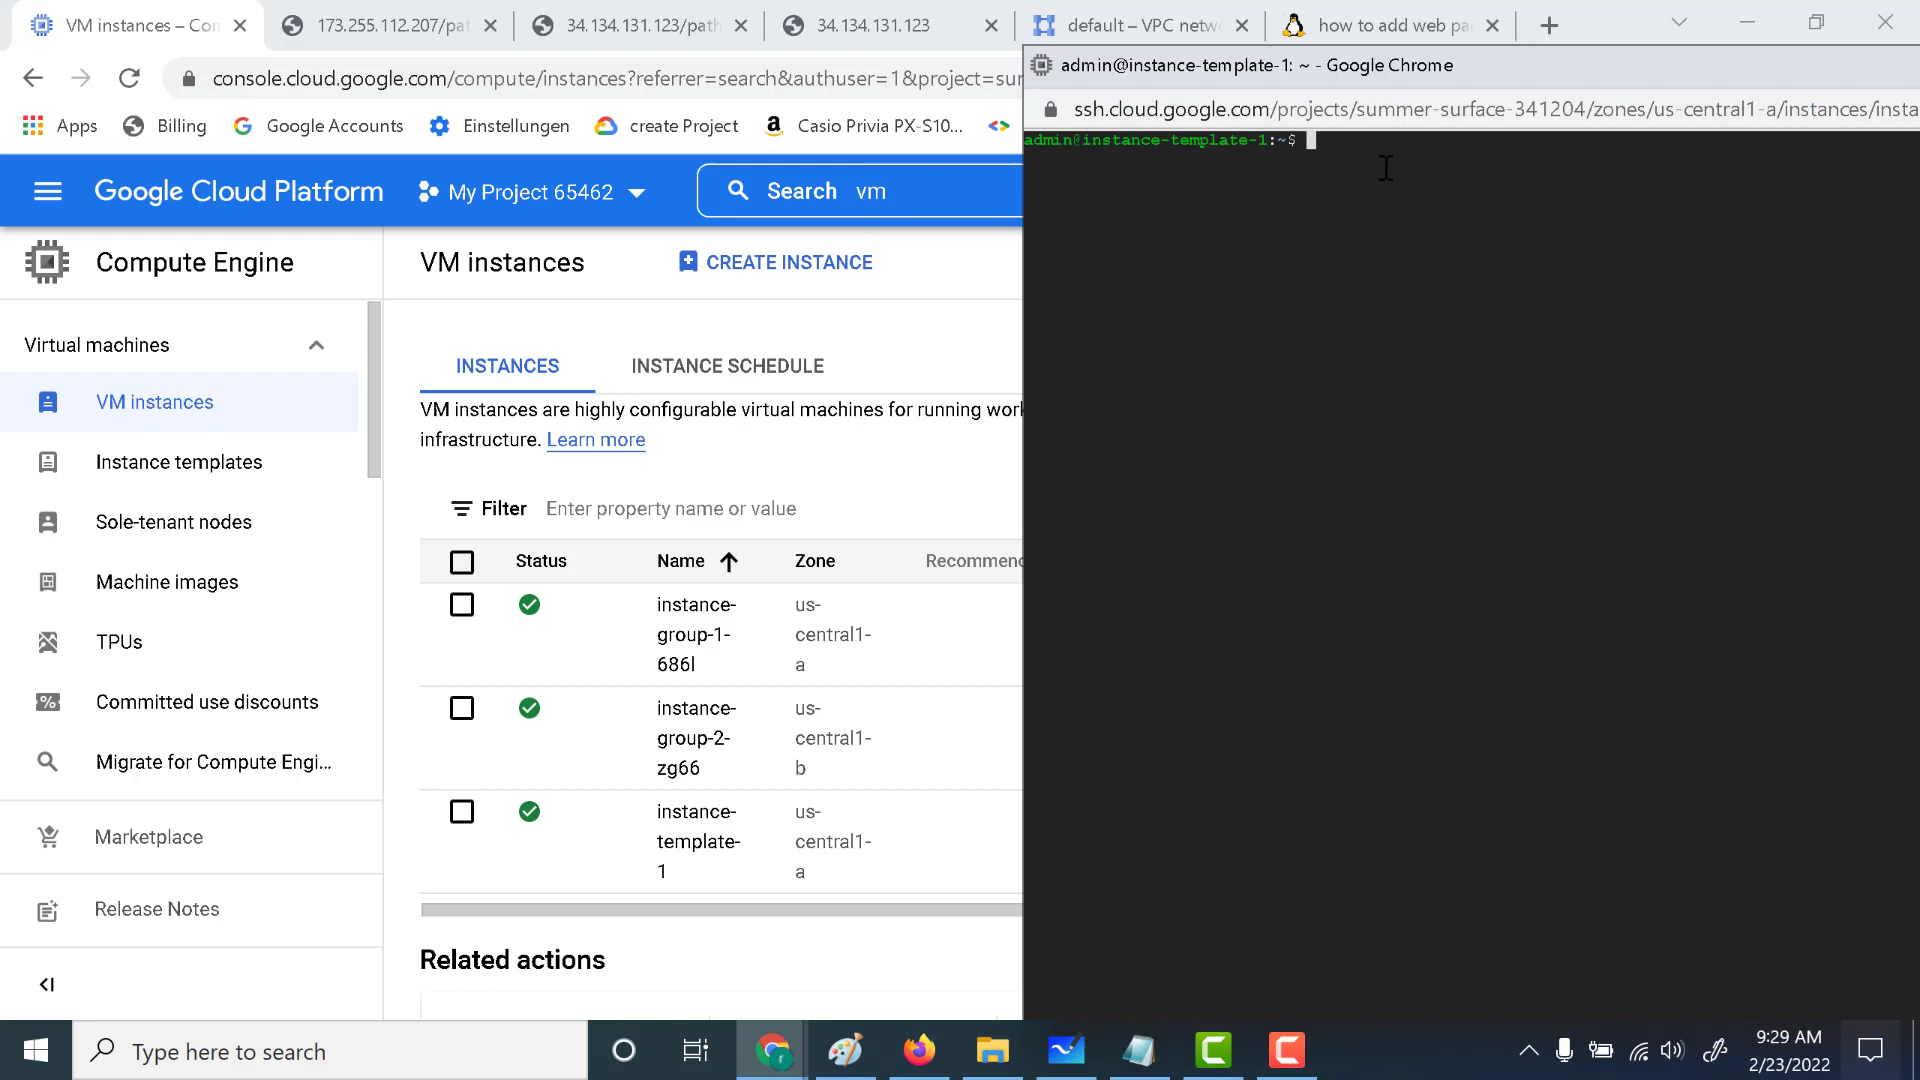 VM instances – Con
173.255.112.207/pat
34.134.131.123/path
34.134.131.123
default – VPC netw
how to add web pa
admin@instance-template-1: ~ - Google Chrome
console.cloud.google.com/compute/instances?referrer=search&authuser=1&project=sur
ssh.cloud.google.com/projects/summer-surface-341204/zones/us-central1-a/instances/insta
Apps
Billing
Google Accounts
Einstellungen
create Project
Casio Privia PX-S10...
admin@instance-template-1:~$
Google Cloud Platform
My Project 65462
Search vm
Compute Engine
VM instances
CREATE INSTANCE
Virtual machines
VM instances
Instance templates
Sole-tenant nodes
Machine images
TPUs
Committed use discounts
Migrate for Compute Engi...
Marketplace
Release Notes
INSTANCES
INSTANCE SCHEDULE
VM instances are highly configurable virtual machines for running work
infrastructure. Learn more
Filter Enter property name or value
Status
Name
Zone
Recommend
instance-
group-1-
686l
us-
central1-
a
instance-
group-2-
zg66
us-
central1-
b
instance-
template-
1
us-
central1-
a
Related actions
Type here to search
9:29 AM
2/23/2022